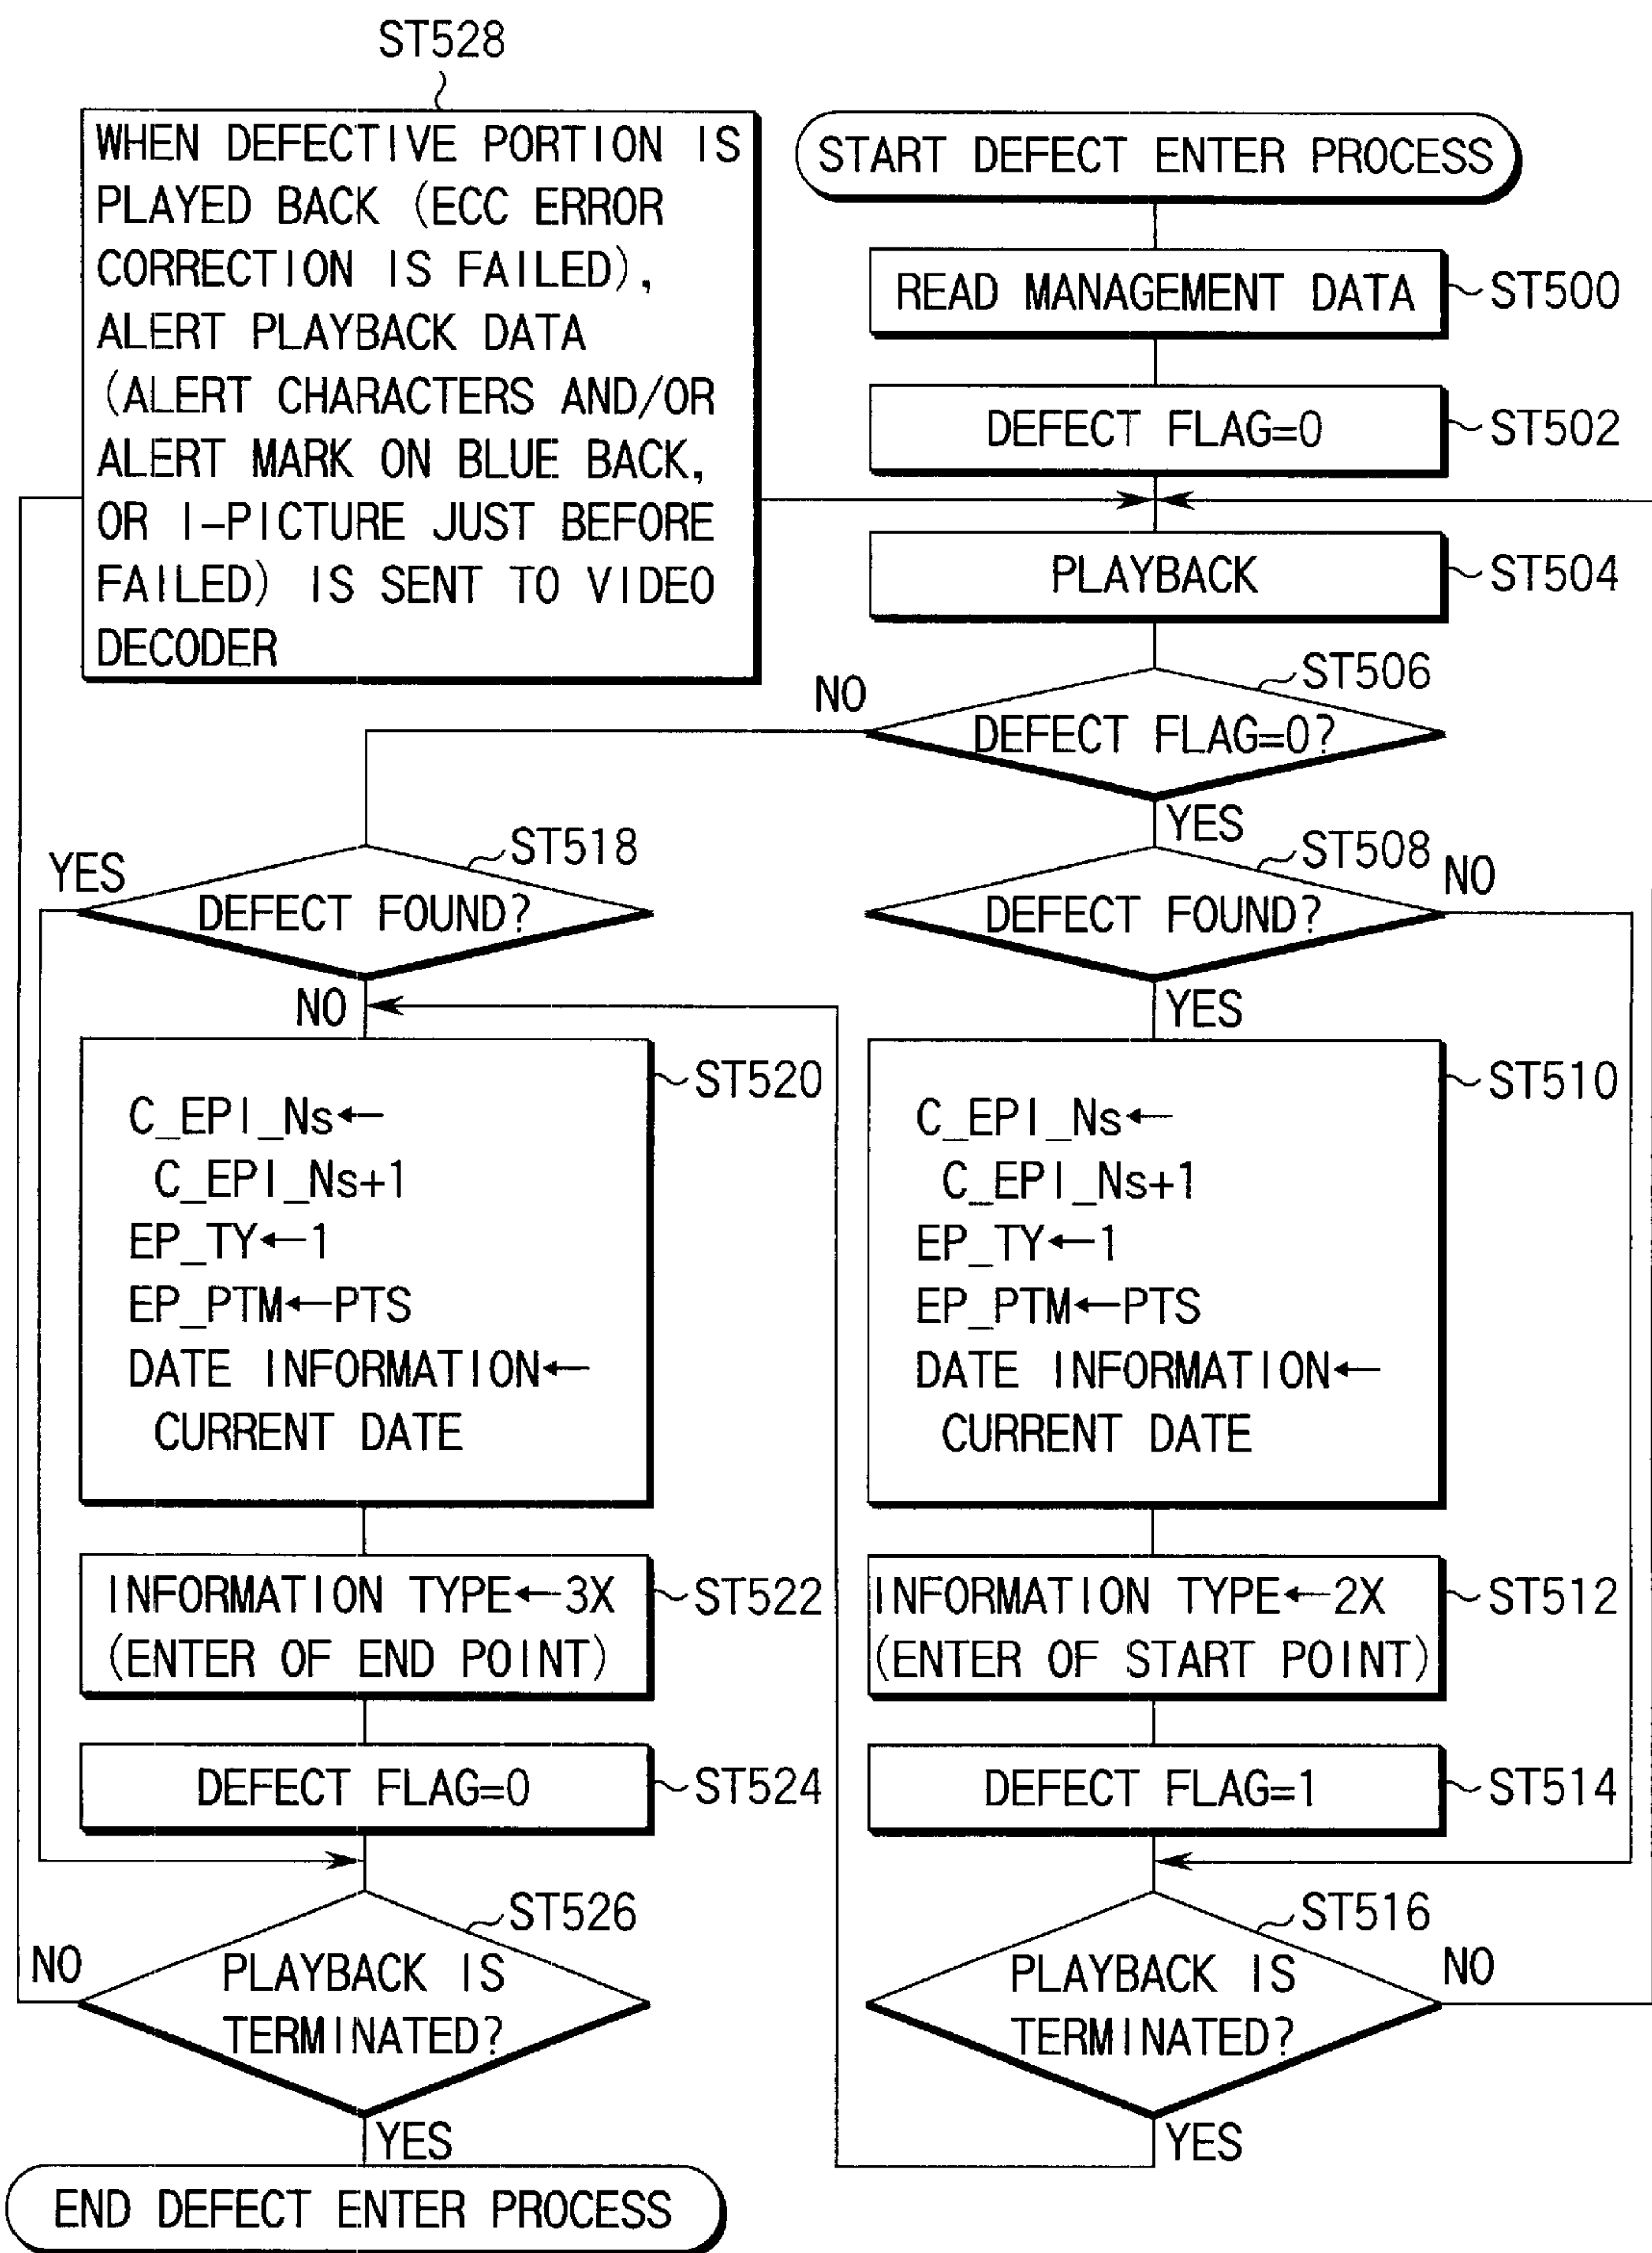 ST528
WHEN DEFECTIVE PORTION IS
PLAYED BACK (ECC ERROR
CORRECTION IS FAILED),
ALERT PLAYBACK DATA
(ALERT CHARACTERS AND/OR
ALERT MARK ON BLUE BACK,
OR I-PICTURE JUST BEFORE
FAILED) IS SENT TO VIDEO
DECODER
START DEFECT ENTER PROCESS
READ MANAGEMENT DATA
ST500
DEFECT FLAG=0
ST502
PLAYBACK
ST504
ST506
NO
DEFECT FLAG=0?
YES
ST518
YES
DEFECT FOUND?
NO
ST508
NO
DEFECT FOUND?
YES
ST520
C_EPI_Ns←
C_EPI_Ns+1
EP_TY←1
EP_PTM←PTS
DATE INFORMATION←
CURRENT DATE
ST510
C_EPI_Ns←
C_EPI_Ns+1
EP_TY←1
EP_PTM←PTS
DATE INFORMATION←
CURRENT DATE
INFORMATION TYPE←3X
(ENTER OF END POINT)
ST522
INFORMATION TYPE←2X
(ENTER OF START POINT)
ST512
DEFECT FLAG=0
ST524
DEFECT FLAG=1
ST514
ST526
NO
PLAYBACK IS
TERMINATED?
YES
ST516
NO
PLAYBACK IS
TERMINATED?
YES
END DEFECT ENTER PROCESS